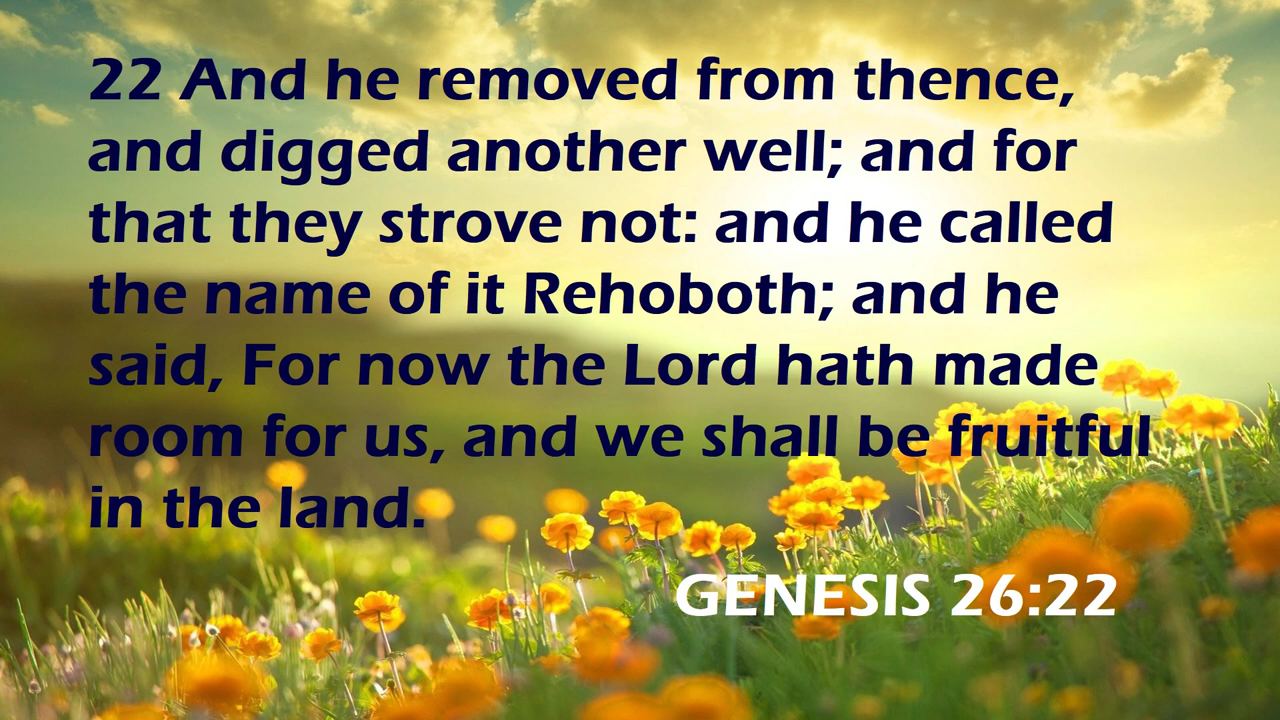 22 And he removed from thence,
and digged another well; and for
that they strove not: and he called
the name of it Rehoboth; and he
said, For now the Lord hath made
room for us, and we shall be fruitful
in the land.
GENESIS 26:22